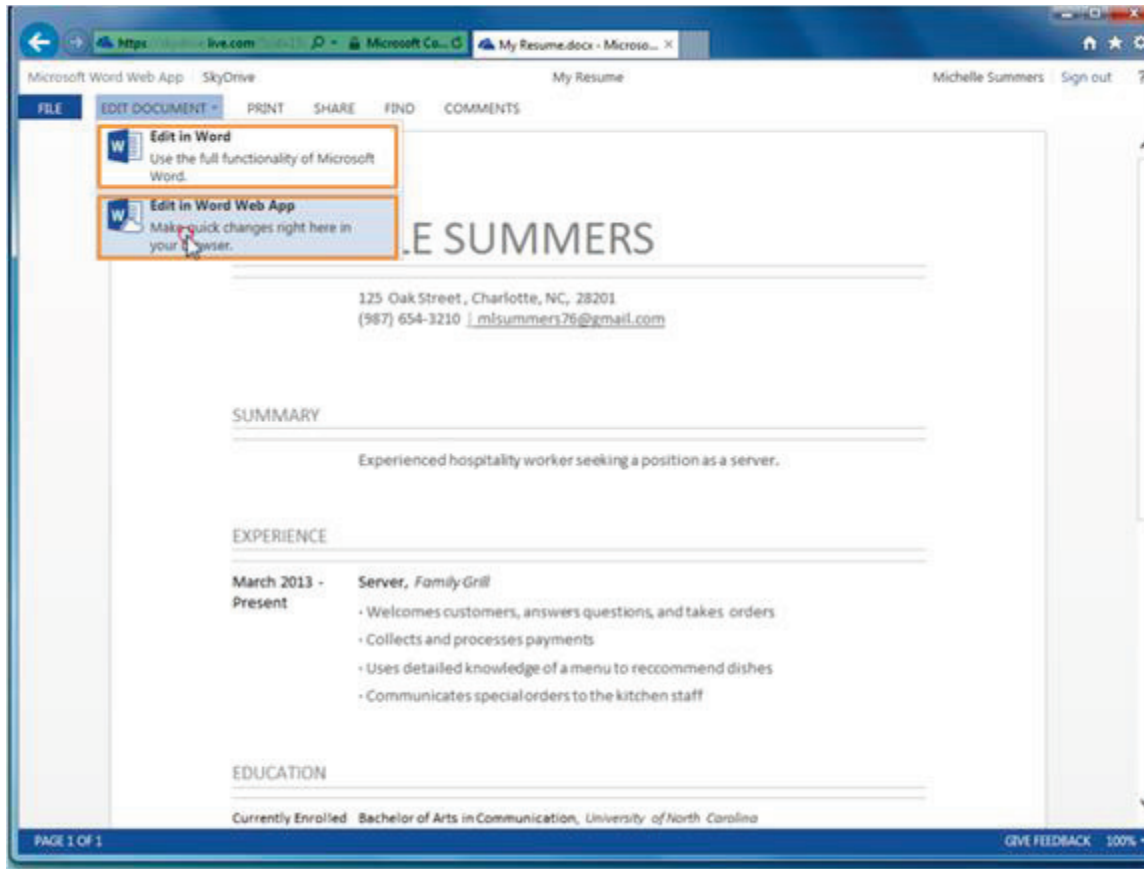 https live.com Microsoft Co... My Resume.docx - Microso...
Microsoft Word Web App SkyDrive My Resume Michelle Summers Sign out ?
FILE EDIT DOCUMENT PRINT SHARE FIND COMMENTS
Edit in Word
Use the full functionality of Microsoft
Word.
Edit in Word Web App
Make quick changes right here in
your browser.
LE SUMMERS
125 Oak Street, Charlotte, NC, 28201
(987) 654-3210 | mlsummers76@gmail.com
SUMMARY
Experienced hospitality worker seeking a position as a server.
EXPERIENCE
March 2013 - Server, Family Grill
Present
· Welcomes customers, answers questions, and takes orders
· Collects and processes payments
· Uses detailed knowledge of a menu to reccommend dishes
· Communicates special orders to the kitchen staff
EDUCATION
Currently Enrolled Bachelor of Arts in Communication, University of North Carolina
PAGE 1 OF 1 GIVE FEEDBACK 100%